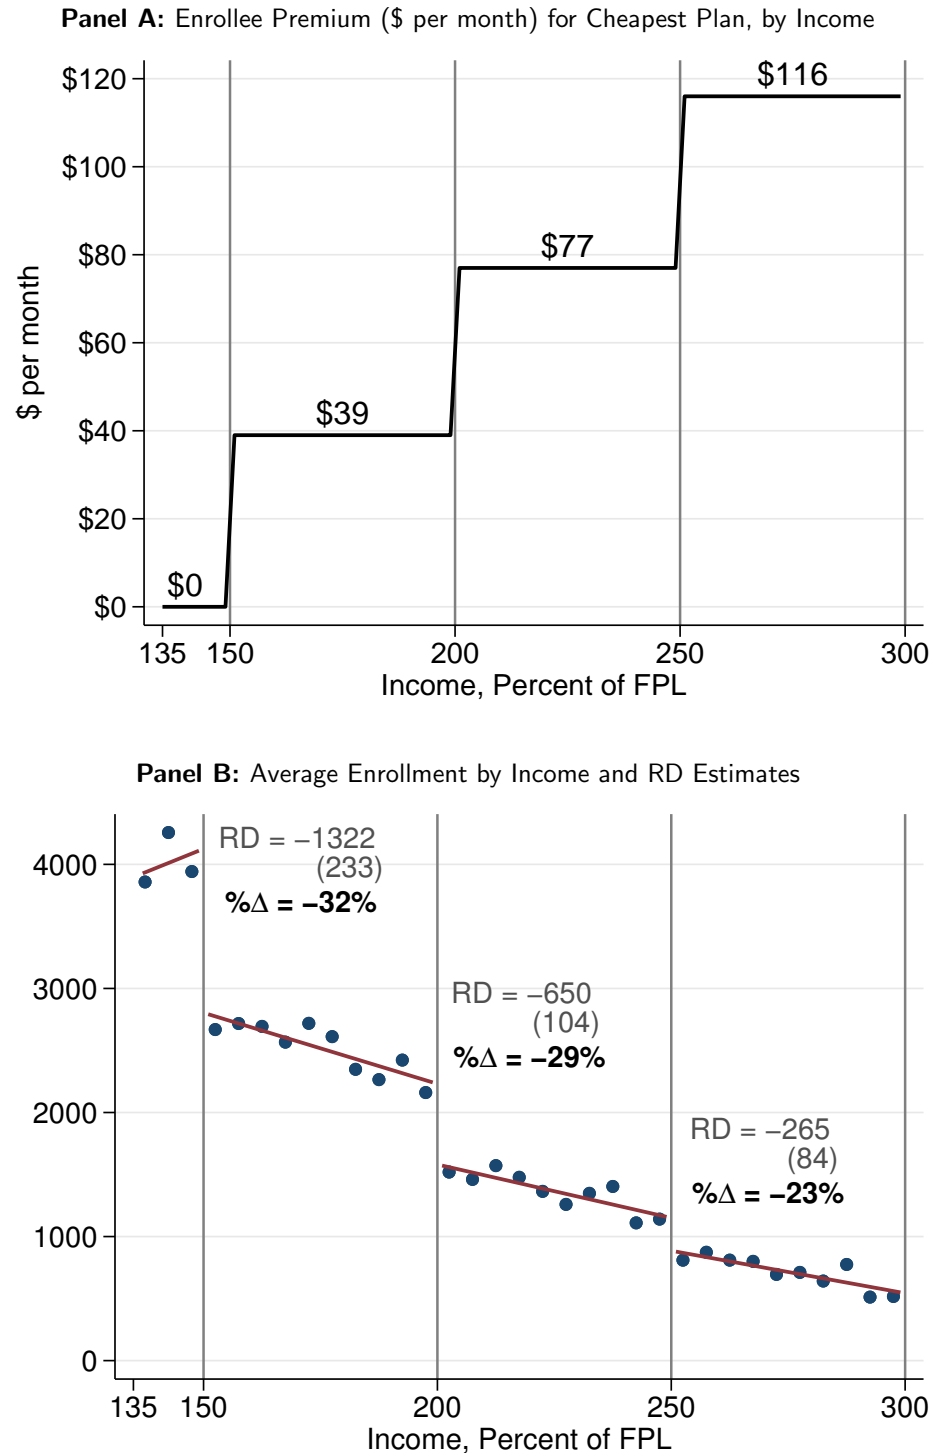 Panel A: Enrollee Premium ($ per month) for Cheapest Plan, by Income
$120
$100
$80
$60
$40
$20
$0
$ per month
$0
$39
$77
$116
135 150 200 250 300
Income, Percent of FPL
Panel B: Average Enrollment by Income and RD Estimates
4000
3000
2000
1000
0
RD = −1322
(233)
%Δ = −32%
RD = −650
(104)
%Δ = −29%
RD = −265
(84)
%Δ = −23%
135 150 200 250 300
Income, Percent of FPL